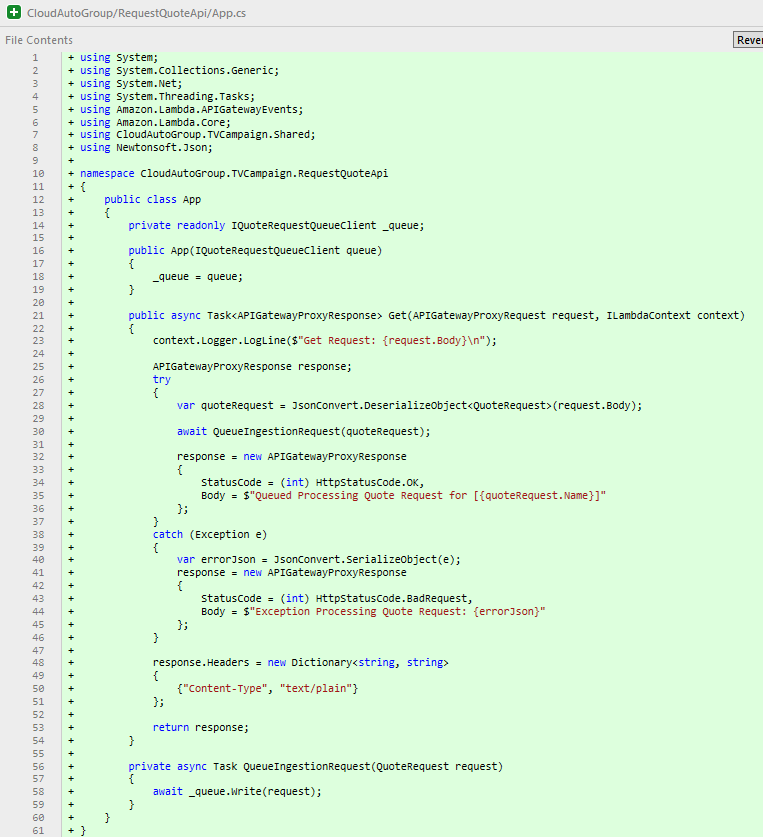 CloudAutoGroup/RequestQuoteApi/App.cs
File Contents
Rever
1 + using System;
2 + using System.Collections.Generic;
3 + using System.Net;
4 + using System.Threading.Tasks;
5 + using Amazon.Lambda.APIGatewayEvents;
6 + using Amazon.Lambda.Core;
7 + using CloudAutoGroup.TVCampaign.Shared;
8 + using Newtonsoft.Json;
9 +
10 + namespace CloudAutoGroup.TVCampaign.RequestQuoteApi
11 + {
12 +     public class App
13 +     {
14 +         private readonly IQuoteRequestQueueClient _queue;
15 +
16 +         public App(IQuoteRequestQueueClient queue)
17 +         {
18 +             _queue = queue;
19 +         }
20 +
21 +         public async Task<APIGatewayProxyResponse> Get(APIGatewayProxyRequest request, ILambdaContext context)
22 +         {
23 +             context.Logger.LogLine($"Get Request: {request.Body}\n");
24 +
25 +             APIGatewayProxyResponse response;
26 +             try
27 +             {
28 +                 var quoteRequest = JsonConvert.DeserializeObject<QuoteRequest>(request.Body);
29 +
30 +                 await QueueIngestionRequest(quoteRequest);
31 +
32 +                 response = new APIGatewayProxyResponse
33 +                 {
34 +                     StatusCode = (int) HttpStatusCode.OK,
35 +                     Body = $"Queued Processing Quote Request for [{quoteRequest.Name}]"
36 +                 };
37 +             }
38 +             catch (Exception e)
39 +             {
40 +                 var errorJson = JsonConvert.SerializeObject(e);
41 +                 response = new APIGatewayProxyResponse
42 +                 {
43 +                     StatusCode = (int) HttpStatusCode.BadRequest,
44 +                     Body = $"Exception Processing Quote Request: {errorJson}"
45 +                 };
46 +             }
47 +
48 +             response.Headers = new Dictionary<string, string>
49 +             {
50 +                 {"Content-Type", "text/plain"}
51 +             };
52 +
53 +             return response;
54 +         }
55 +
56 +         private async Task QueueIngestionRequest(QuoteRequest request)
57 +         {
58 +             await _queue.Write(request);
59 +         }
60 +     }
61 + }